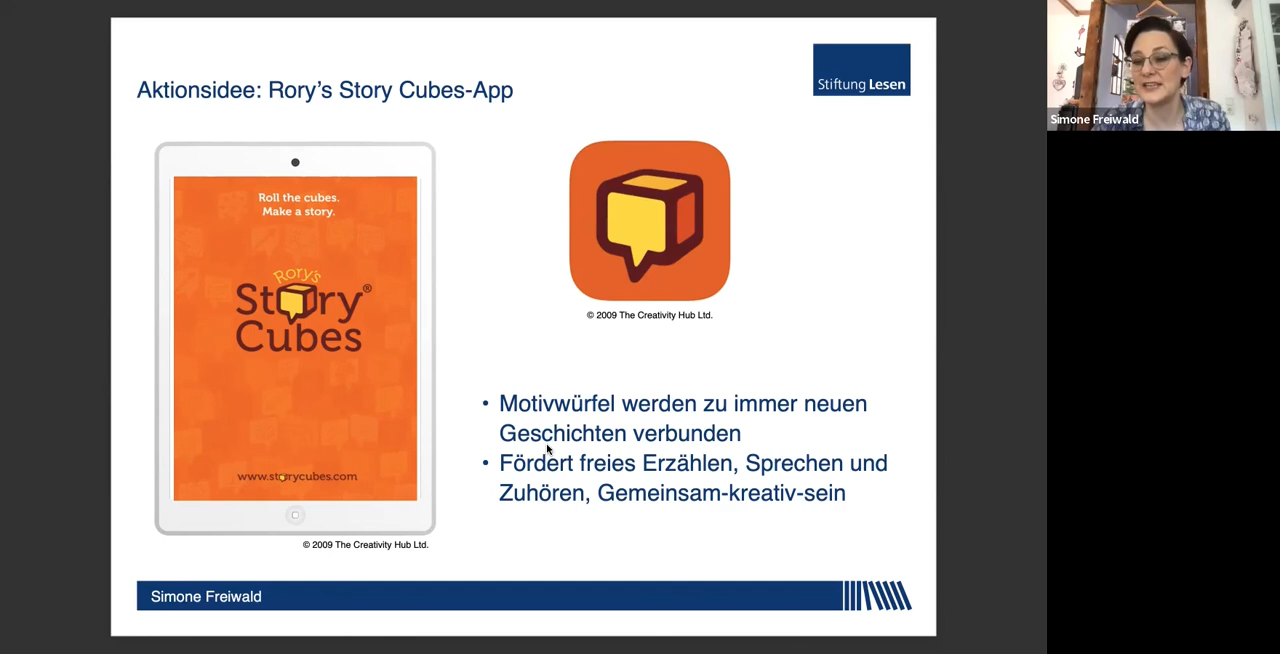 Aktionsidee: Rory's Story Cubes-App
Stiftung Lesen
Simone Freiwald
Roll the cubes.
Make a story.
Rory's
Story®
Cubes
www.storycubes.com
© 2009 The Creativity Hub Ltd.
© 2009 The Creativity Hub Ltd.
• Motivwürfel werden zu immer neuen
Geschichten verbunden
• Fördert freies Erzählen, Sprechen und
Zuhören, Gemeinsam-kreativ-sein
Simone Freiwald